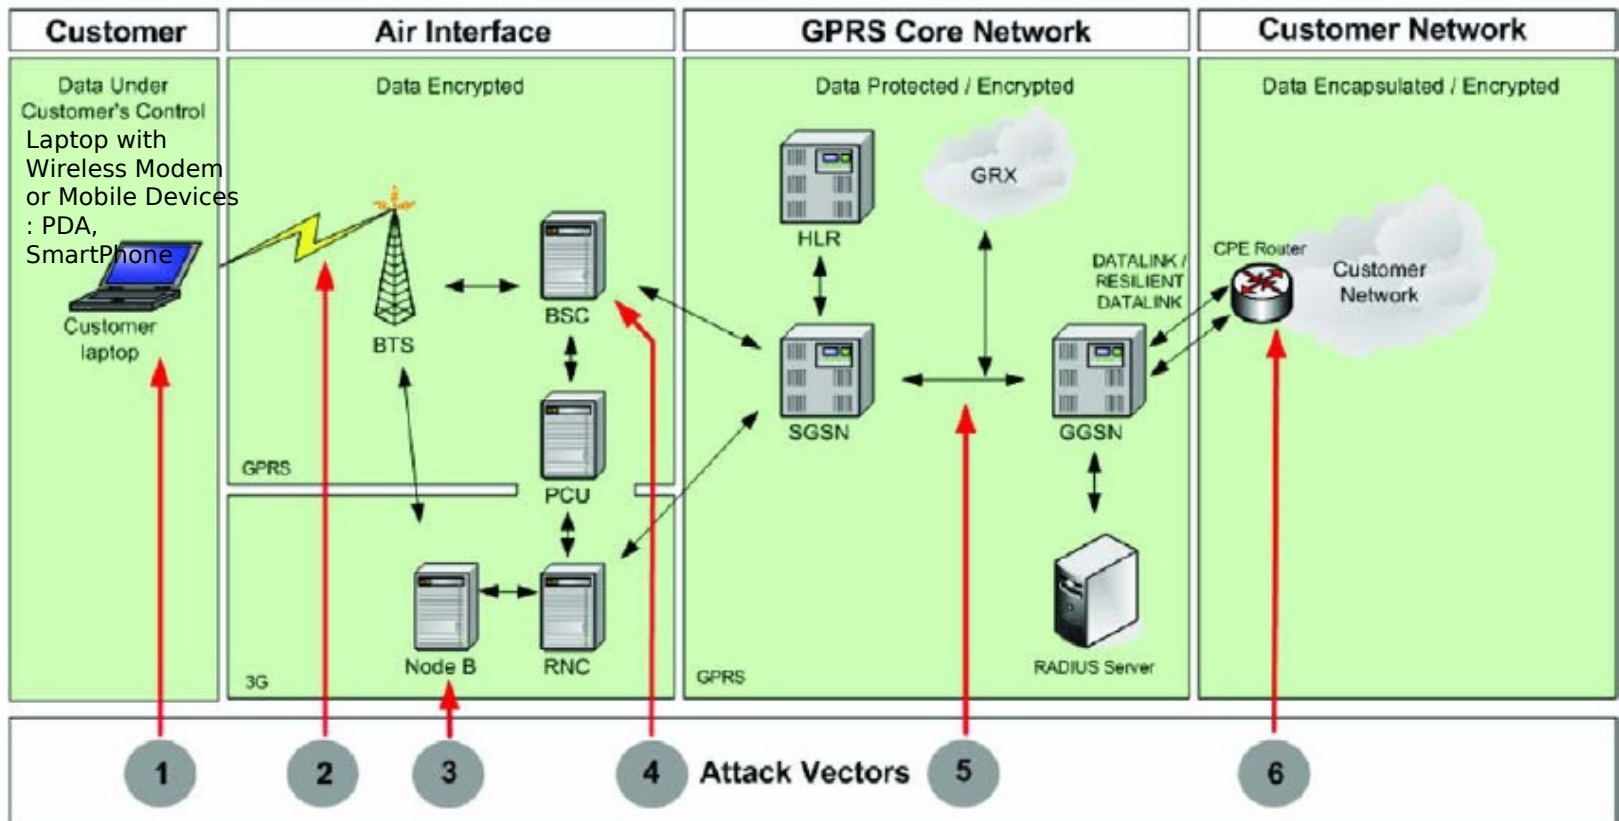 Customer
Air Interface
GPRS Core Network
Customer Network
Data Under
Customer's Control
Laptop with
Wireless Modem
or Mobile Devices
: PDA,
SmartPhone
Customer
laptop
Data Encrypted
BTS
BSC
PCU
GPRS
Node B
RNC
3G
Data Protected / Encrypted
HLR
GRX
SGSN
GGSN
DATALINK /
RESILIENT
DATALINK
RADIUS Server
GPRS
Data Encapsulated / Encrypted
CPE Router
Customer
Network
1
2
3
4
Attack Vectors
5
6